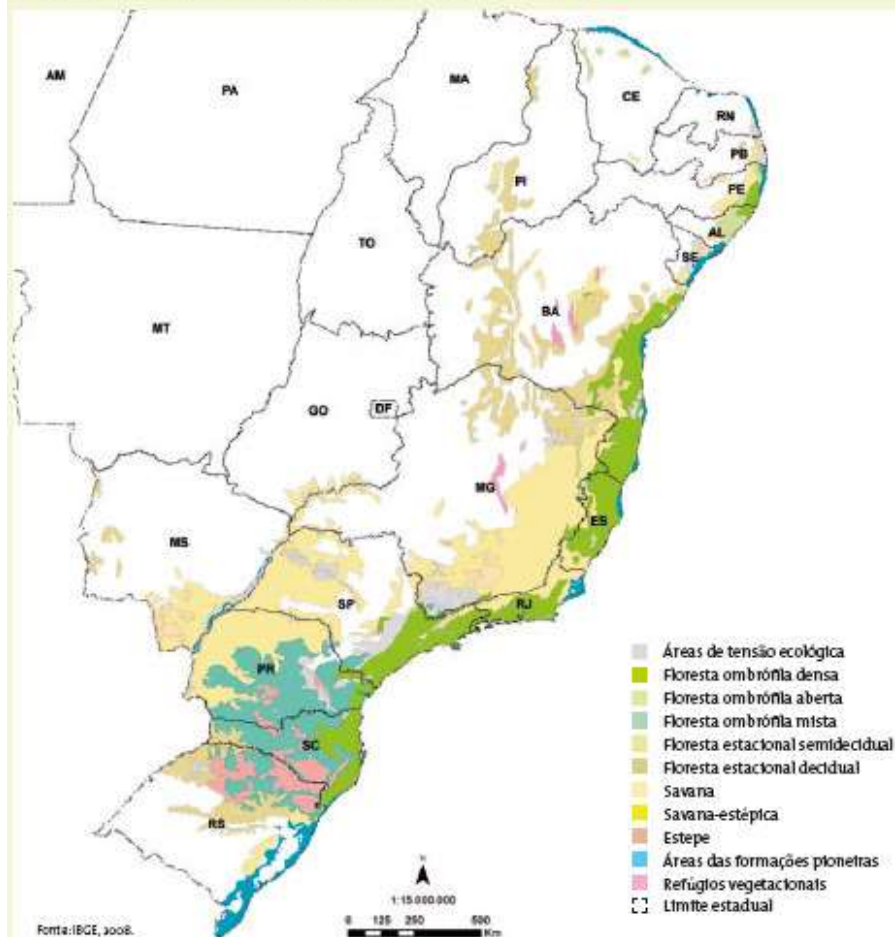 AM
PA
MA
CE
RN
PB
PE
AL
SE
PI
TO
BA
MT
GO
DF
MG
ES
MS
SP
RJ
PR
SC
RS
Áreas de tensão ecológica
Floresta ombrófila densa
Floresta ombrófila aberta
Floresta ombrófila mista
Floresta estacional semidecidual
Floresta estacional decidual
Savana
Savana-estépica
Estepe
Áreas das formações pioneiras
Refúgios vegetacionais
Limite estadual
N
1:15.000.000
0 125 250 500
Km
Fonte: IBGE, 2008.